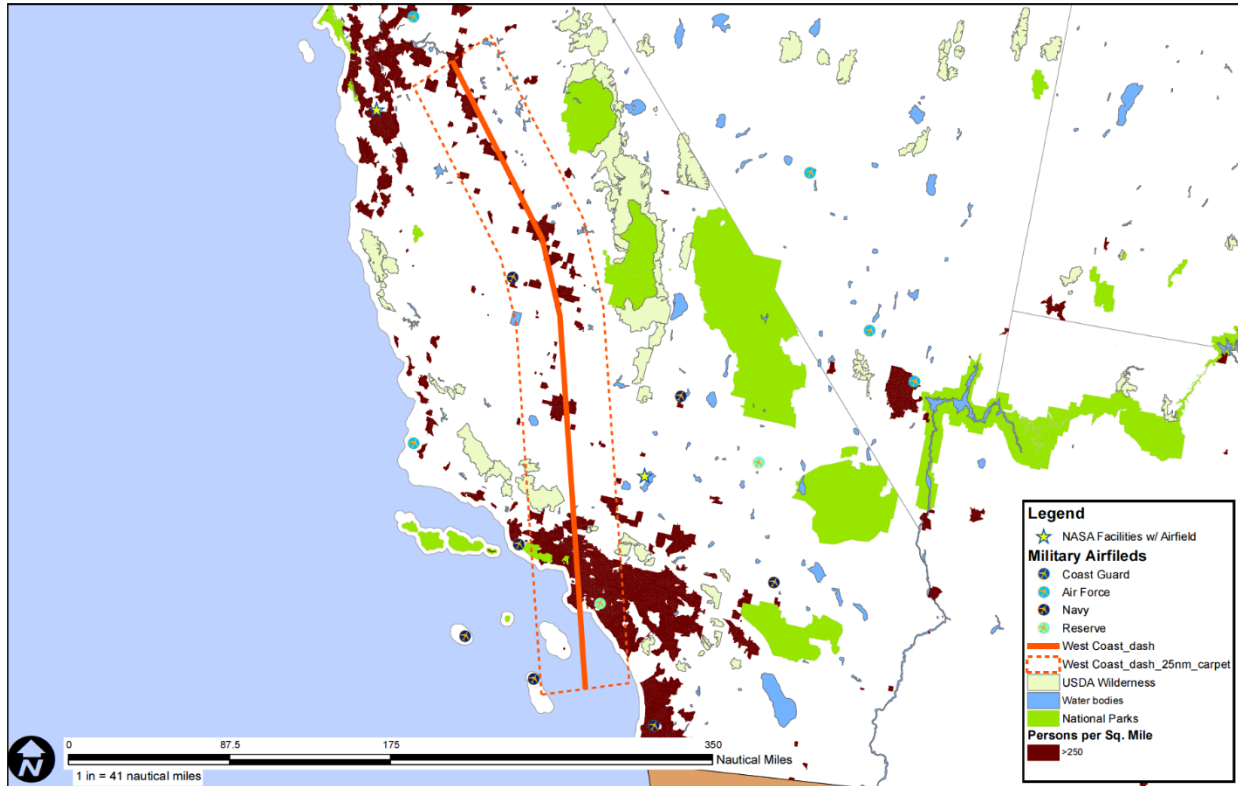 Legend
NASA Facilities w/ Airfield
Military Airfileds
Coast Guard
Air Force
Navy
Reserve
West Coast_dash
West Coast_dash_25nm_carpet
USDA Wilderness
Water bodies
National Parks
Persons per Sq. Mile
>250
0 87.5 175 350
Nautical Miles
1 in = 41 nautical miles
N